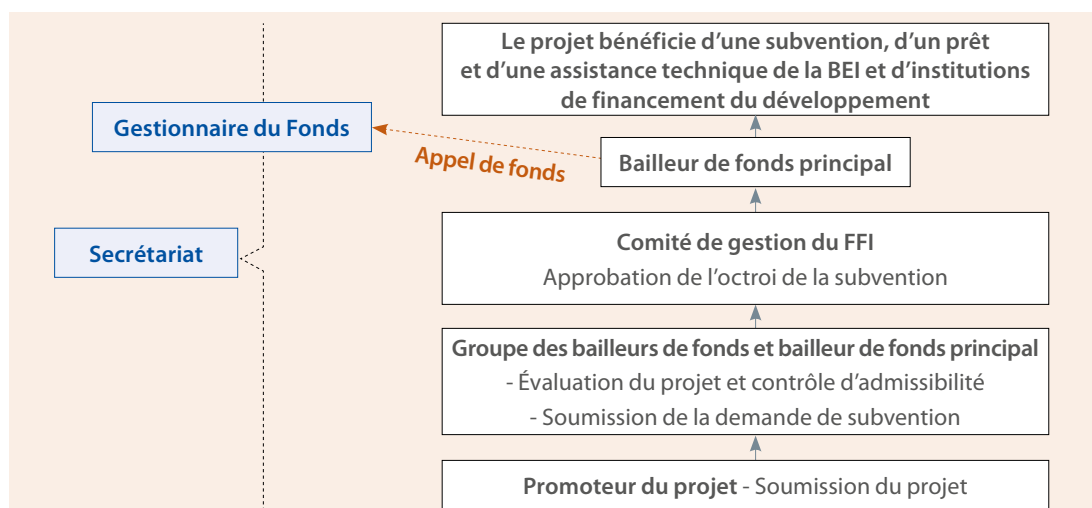 Le projet bénéficie d’une subvention, d’un prêt
et d’une assistance technique de la BEI et d’institutions
de financement du développement
Gestionnaire du Fonds
Appel de fonds
Bailleur de fonds principal
Secrétariat
Comité de gestion du FFI
Approbation de l’octroi de la subvention
Groupe des bailleurs de fonds et bailleur de fonds principal
- Évaluation du projet et contrôle d’admissibilité
- Soumission de la demande de subvention
Promoteur du projet - Soumission du projet